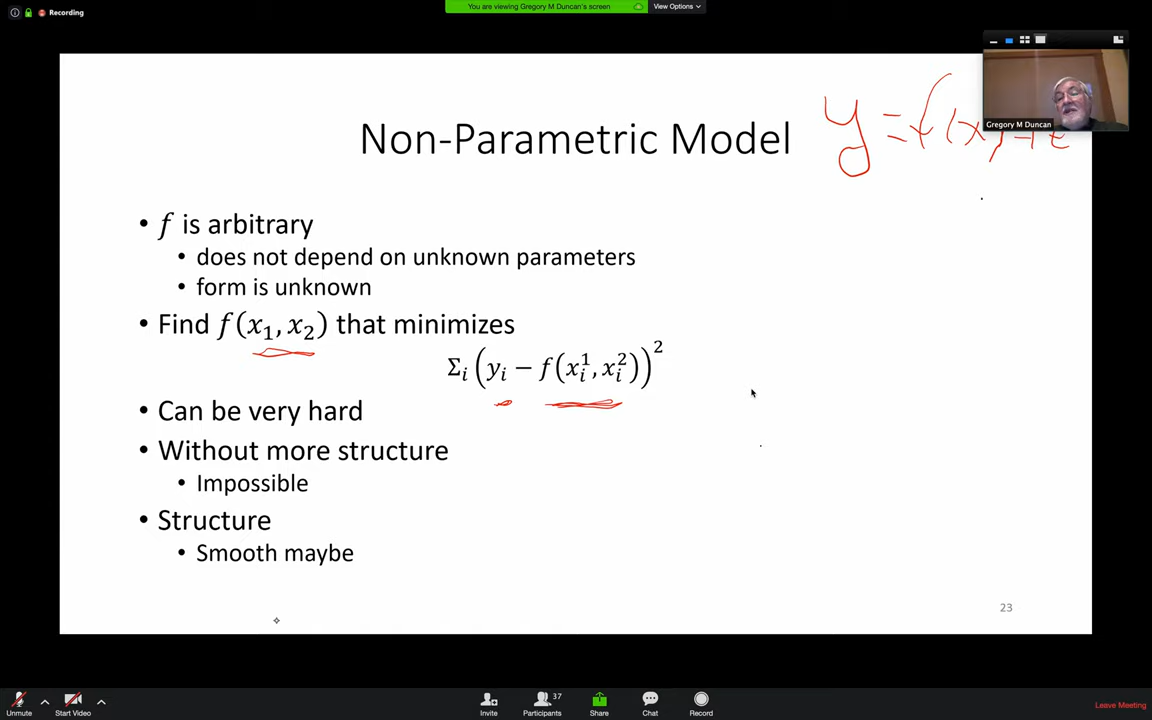 Recording
You are viewing Gregory M Duncan's screen
View Options
Gregory M Duncan
Non-Parametric Model
y = f(x) + ε
• f is arbitrary
• does not depend on unknown parameters
• form is unknown
• Find f(x₁, x₂) that minimizes
Σᵢ (yᵢ − f(xᵢ¹, xᵢ²))²
• Can be very hard
• Without more structure
• Impossible
• Structure
• Smooth maybe
23
Unmute
Start Video
Invite
Participants 37
Share
Chat
Record
Leave Meeting